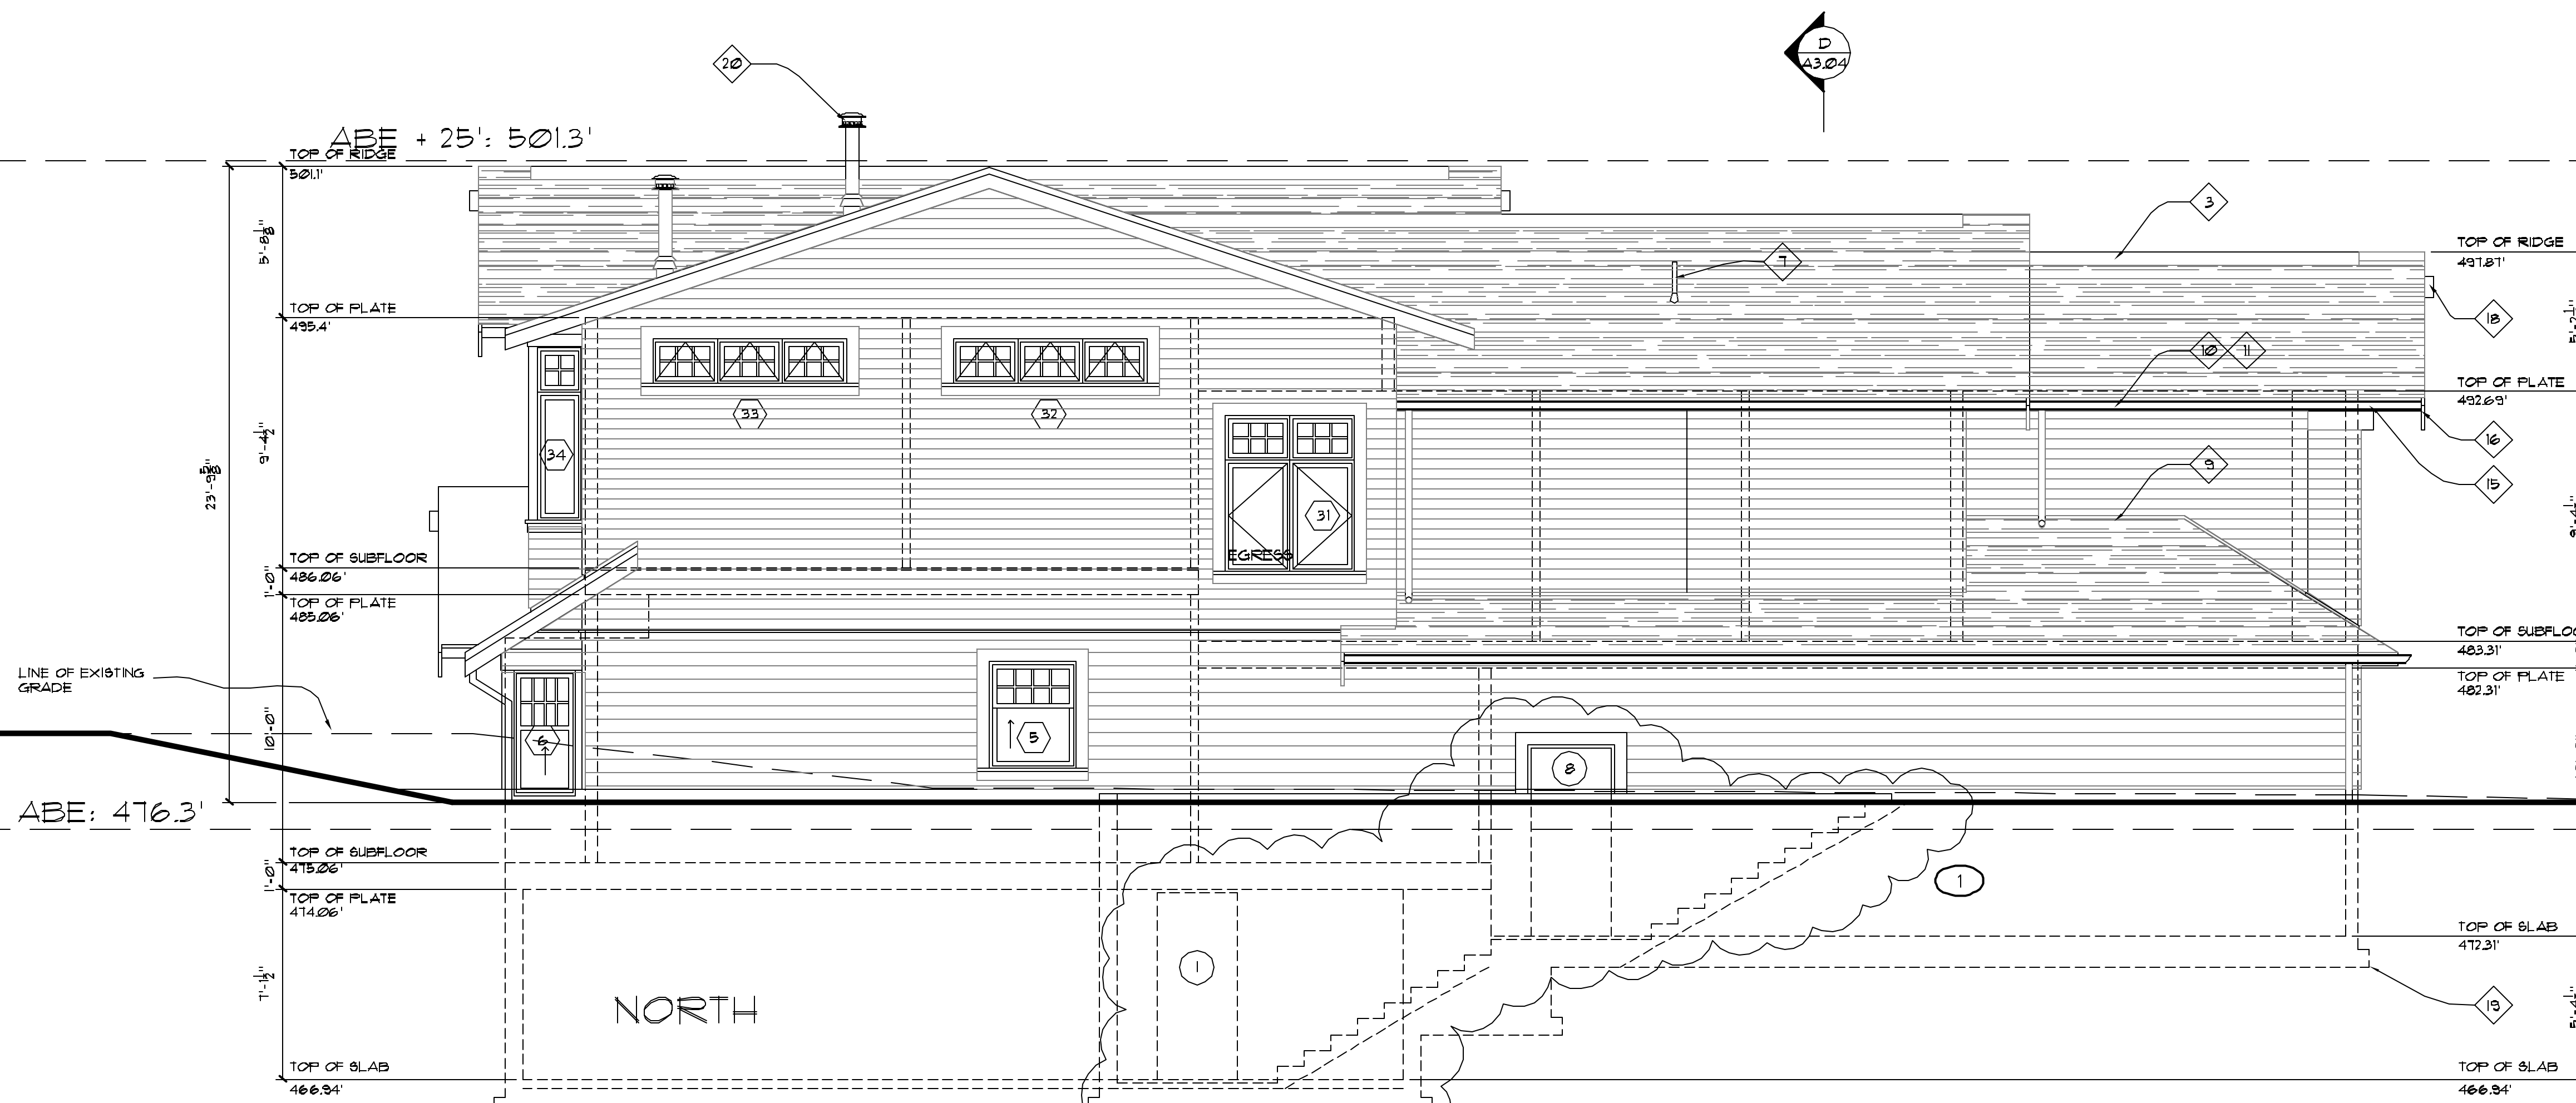 D
A3.04
20
ABE + 25': 501.3'
TOP OF RIDGE
501.1'
3
7
TOP OF RIDGE
497.87'
5'-8 1/8"
18
TOP OF PLATE
495.4'
10 11
TOP OF PLATE
492.69'
33
32
9'-4 1/2"
34
16
9
15
23'-9 5/8"
31
EGRESS
TOP OF SUBFLOOR
486.06'
1'-0"
TOP OF PLATE
485.06'
TOP OF SUBFLOO
483.31'
LINE OF EXISTING
GRADE
TOP OF PLATE
482.31'
10'-0"
6
5
8
ABE: 476.3'
TOP OF SUBFLOOR
475.06'
1'-0"
TOP OF PLATE
474.06'
1
TOP OF SLAB
472.31'
7'-1 1/2"
1
NORTH
19
TOP OF SLAB
466.94'
TOP OF SLAB
466.94'